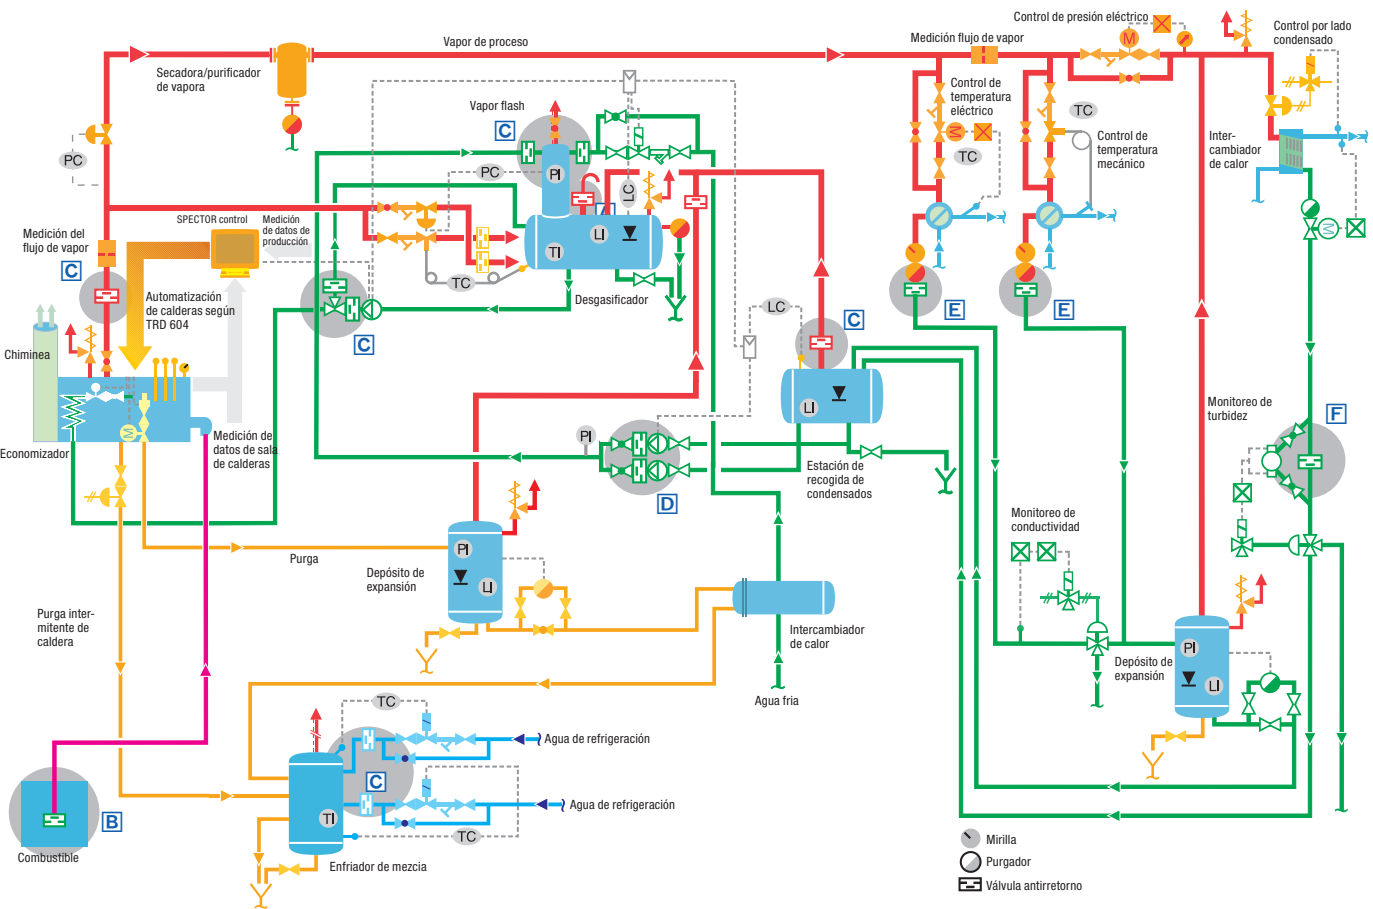 Control de presión eléctrico
M
Control por lado
condensado
Vapor de proceso
Medición flujo de vapor
Secadora/purificador
de vapora
Control de
temperatura
eléctrico
Vapor flash
C
TC
M
TC
Control de
temperatura
mecánico
Inter-
cambiador
de calor
PC
PC
PI
LC
A
SPECTOR control
Medición
de datos de
producción
Medición del
flujo de vapor
C
LI
TI
M
TC
Desgasificador
Automatización
de calderas según
TRD 604
LC
C
E
E
C
Chiminea
LI
Monitoreo de
turbidez
F
M
Medición de
datos de sala
de calderas
Economizador
PI
Estación de
recogida de
condensados
D
Monitoreo de
conductividad
PI
Purga
Depósito de
expansión
LI
Purga inter-
mitente de
caldera
Intercambiador
de calor
PI
Depósito de
expansión
LI
Agua fria
TC
Agua de refrigeración
C
Agua de refrigeración
TI
TC
B
Combustible
Enfriador de mezcia
Mirilla
Purgador
Válvula antirretorno